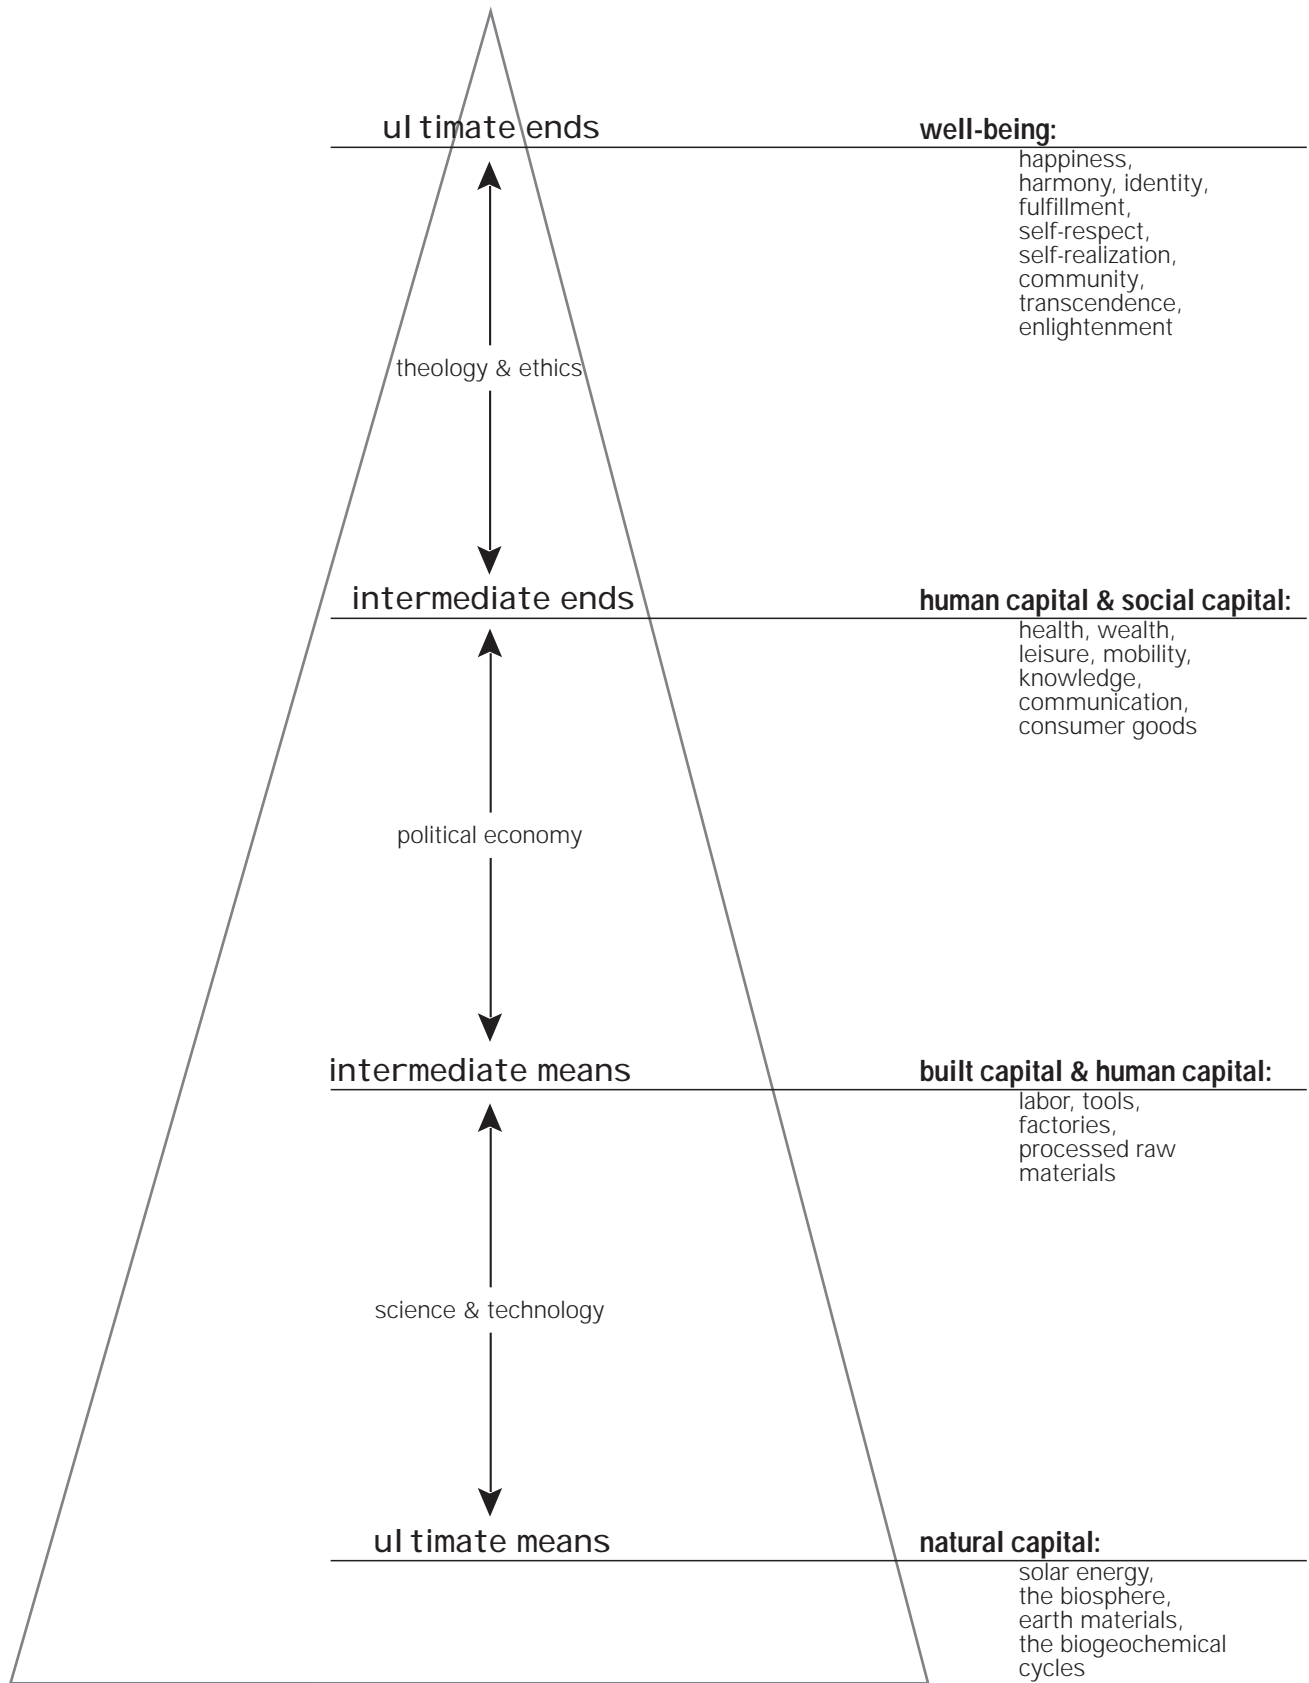 ultimate ends
well-being:
happiness,
harmony, identity,
fulfillment,
self-respect,
self-realization,
community,
transcendence,
enlightenment
theology & ethics
intermediate ends
human capital & social capital:
health, wealth,
leisure, mobility,
knowledge,
communication,
consumer goods
political economy
intermediate means
built capital & human capital:
labor, tools,
factories,
processed raw
materials
science & technology
ultimate means
natural capital:
solar energy,
the biosphere,
earth materials,
the biogeochemical
cycles